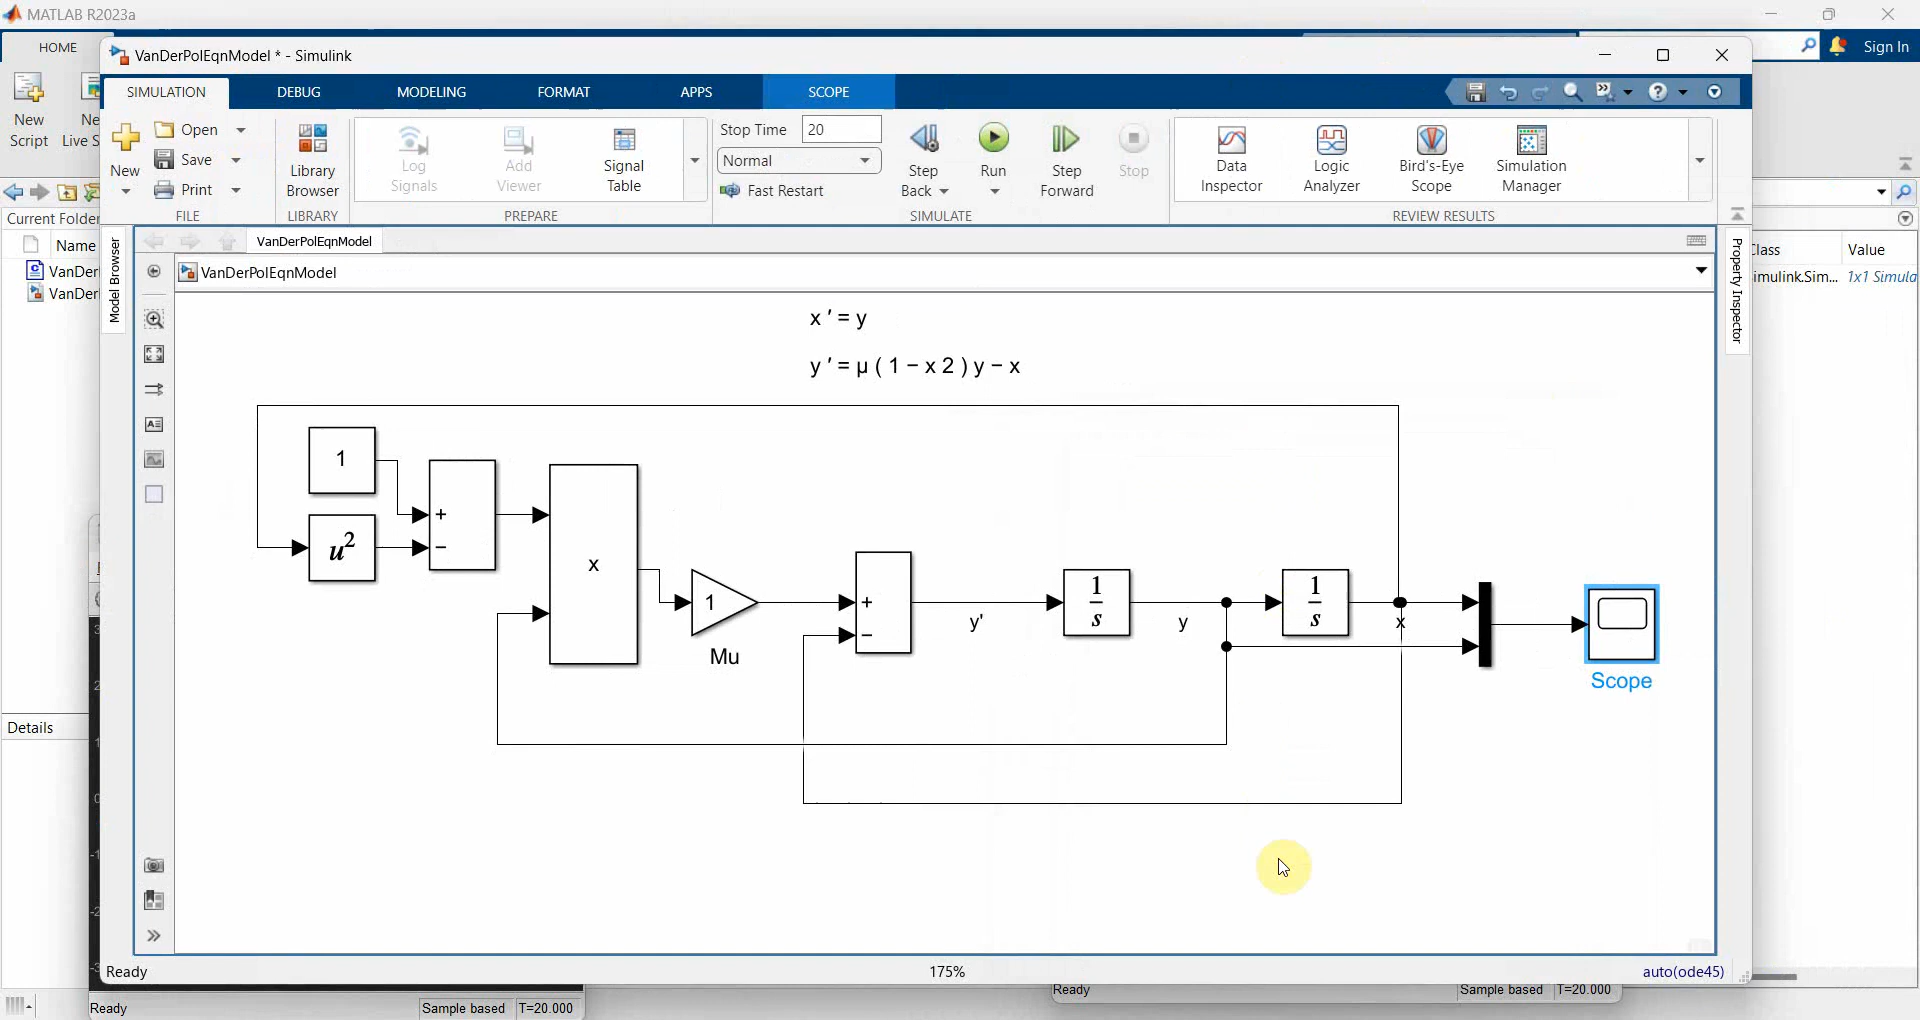 MATLAB R2023a
HOME
VanDerPolEqnModel * - Simulink
Sign In
SIMULATION
DEBUG
MODELING
FORMAT
APPS
SCOPE
New
Script
Live S
New
Open
Save
Print
FILE
Library
Browser
LIBRARY
Log
Signals
Add
Viewer
Signal
Table
PREPARE
Stop Time
20
Normal
Fast Restart
Step
Back
Run
Step
Forward
Stop
SIMULATE
Data
Inspector
Logic
Analyzer
Bird's-Eye
Scope
Simulation
Manager
REVIEW RESULTS
Current Folder
Name
VanDer
VanDer
Details
Model Browser
VanDerPolEqnModel
VanDerPolEqnModel
Property Inspector
Class
Value
imulink.Sim...
1x1 Simula
x ′ = y
y ′ = μ ( 1 − x 2 ) y − x
1
u²
+
−
x
1
Mu
+
−
y'
1/s
y
1/s
x
Scope
Ready
175%
auto(ode45)
Ready
Sample based
T=20.000
Ready
Sample based
T=20.000